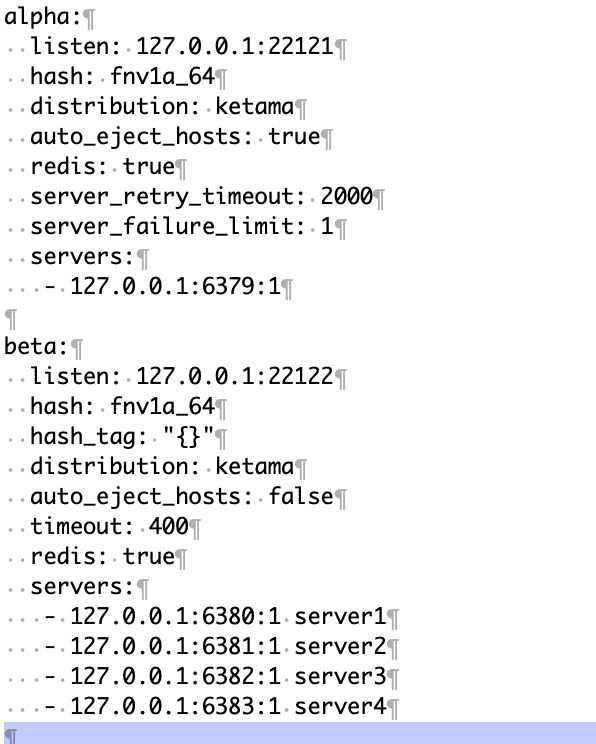 alpha:
  listen: 127.0.0.1:22121
  hash: fnv1a_64
  distribution: ketama
  auto_eject_hosts: true
  redis: true
  server_retry_timeout: 2000
  server_failure_limit: 1
  servers:
   - 127.0.0.1:6379:1

beta:
  listen: 127.0.0.1:22122
  hash: fnv1a_64
  hash_tag: "{}"
  distribution: ketama
  auto_eject_hosts: false
  timeout: 400
  redis: true
  servers:
   - 127.0.0.1:6380:1 server1
   - 127.0.0.1:6381:1 server2
   - 127.0.0.1:6382:1 server3
   - 127.0.0.1:6383:1 server4